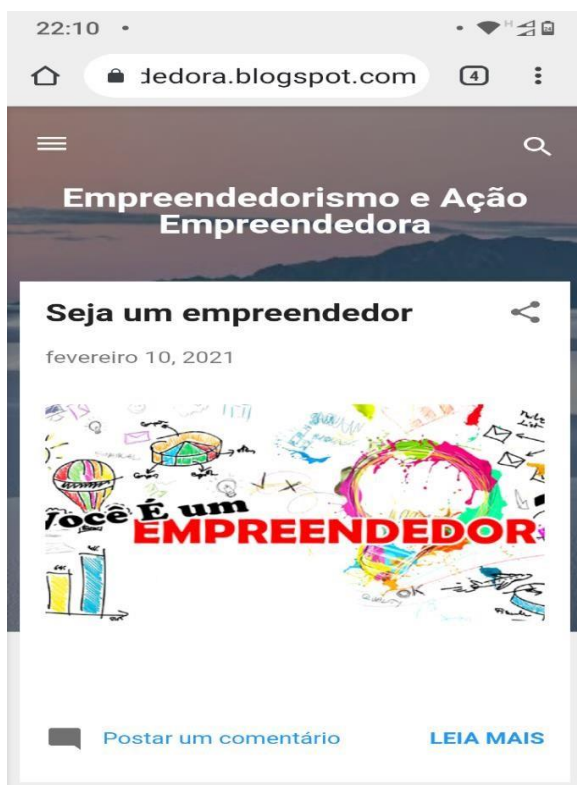 22:10
dedora.blogspot.com
4
Empreendedorismo e Ação
Empreendedora
Seja um empreendedor
fevereiro 10, 2021
Você É um
EMPREENDEDOR
OK
Postar um comentário
LEIA MAIS